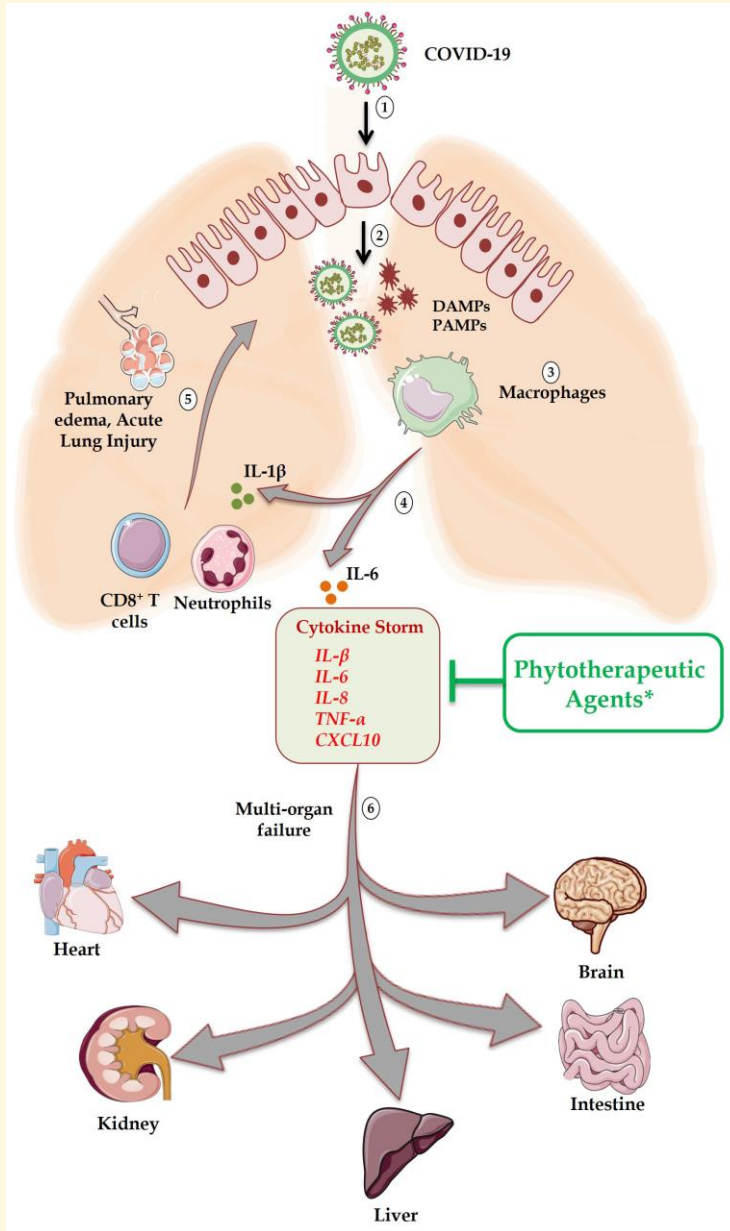 COVID-19
1
2
DAMPs
PAMPs
3
Macrophages
Pulmonary
edema, Acute
Lung Injury
5
IL-1β
4
CD8⁺ T
cells
Neutrophils
IL-6
Cytokine Storm
IL-β
IL-6
IL-8
TNF-a
CXCL10
Phytotherapeutic
Agents*
Multi-organ
failure
6
Heart
Brain
Kidney
Intestine
Liver